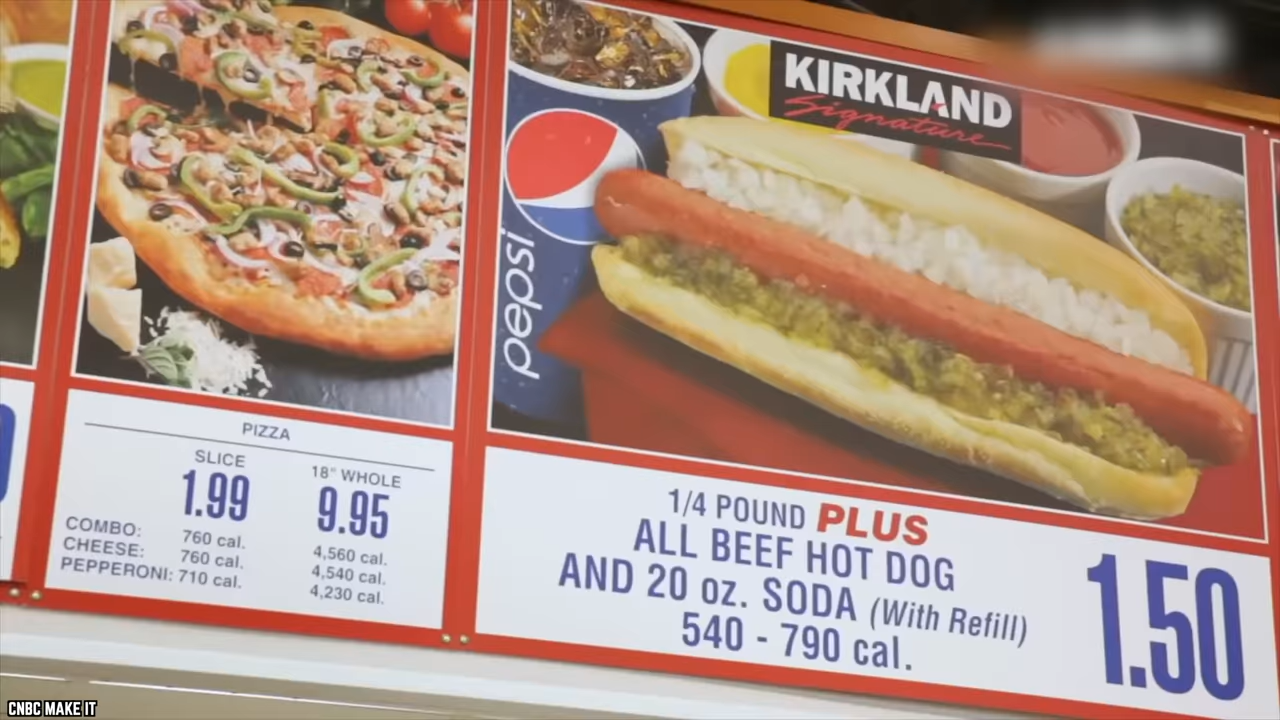 PIZZA
SLICE
18" WHOLE
1.99
9.95
COMBO: 760 cal. 4,560 cal.
CHEESE: 760 cal. 4,540 cal.
PEPPERONI: 710 cal. 4,230 cal.
KIRKLAND
Signature
pepsi
1/4 POUND PLUS
ALL BEEF HOT DOG
AND 20 oz. SODA (With Refill)
540 - 790 cal.
1.50
CNBC MAKE IT